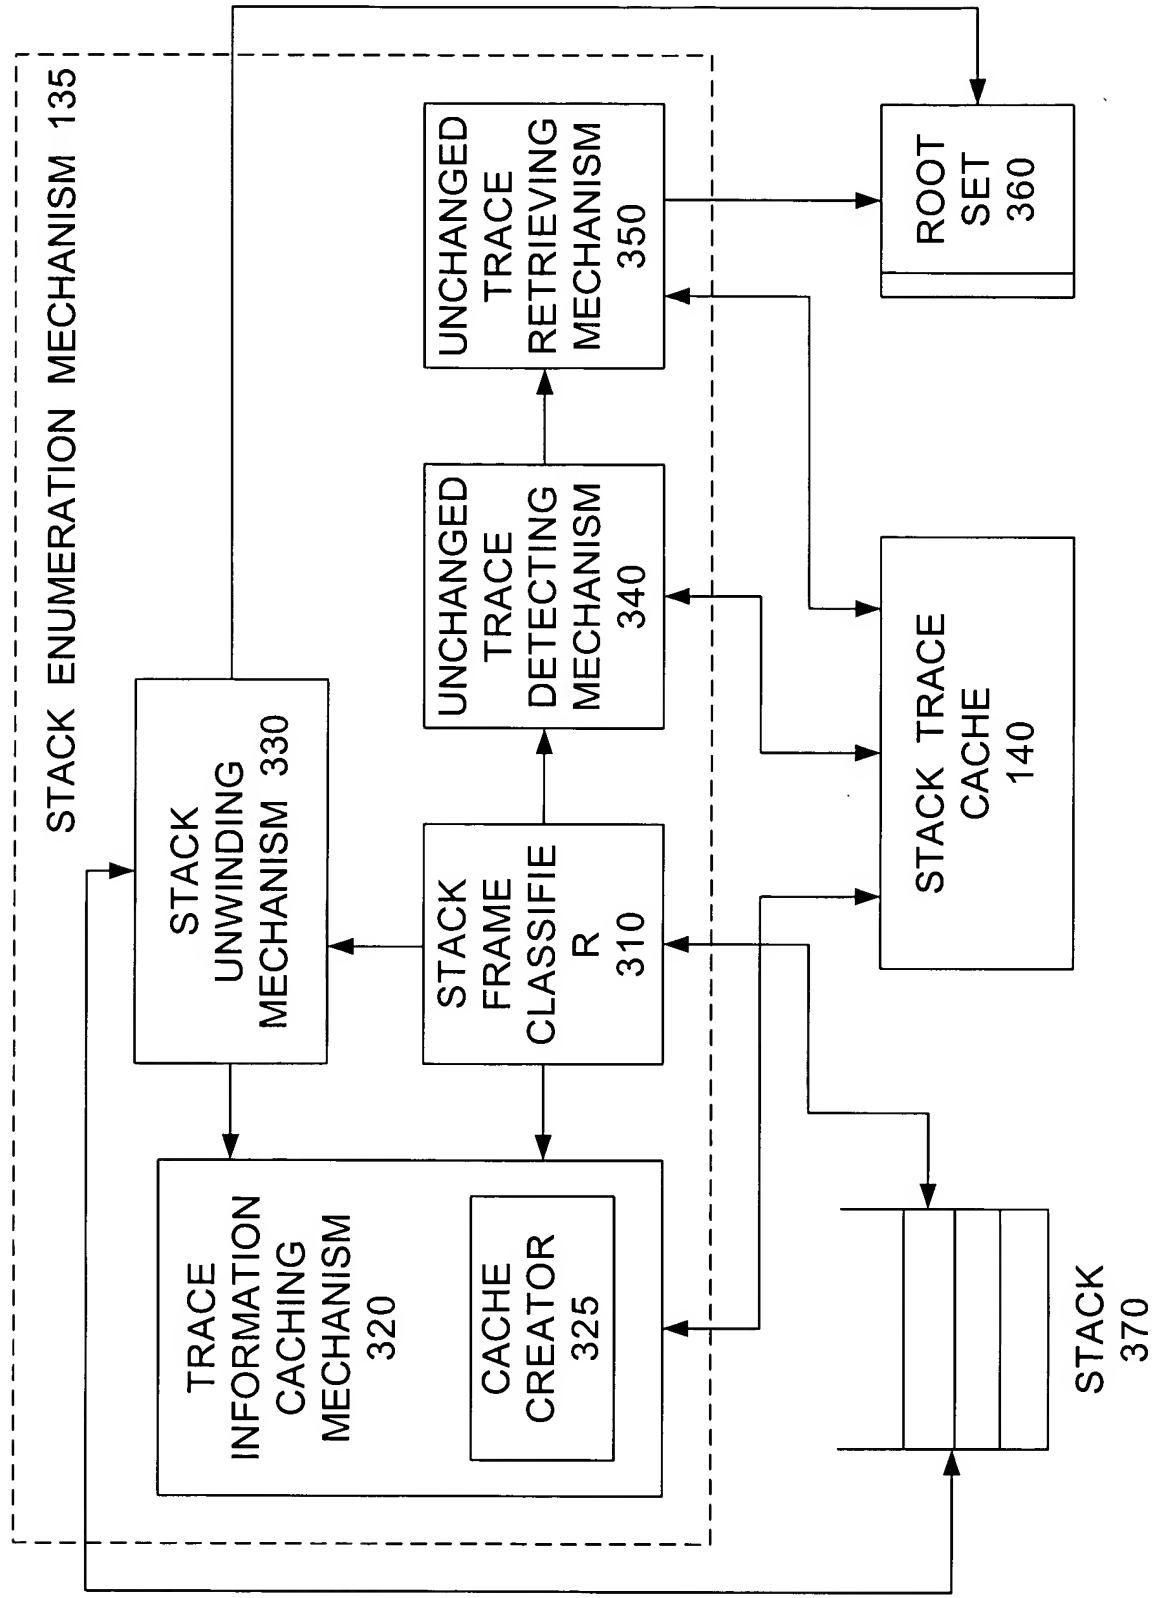 STACK ENUMERATION MECHANISM 135
TRACE
INFORMATION
CACHING
MECHANISM
320
CACHE
CREATOR
325
STACK
UNWINDING
MECHANISM 330
STACK
FRAME
CLASSIFIE
R
310
UNCHANGED
TRACE
DETECTING
MECHANISM
340
UNCHANGED
TRACE
RETRIEVING
MECHANISM
350
STACK
370
STACK TRACE
CACHE
140
ROOT
SET
360